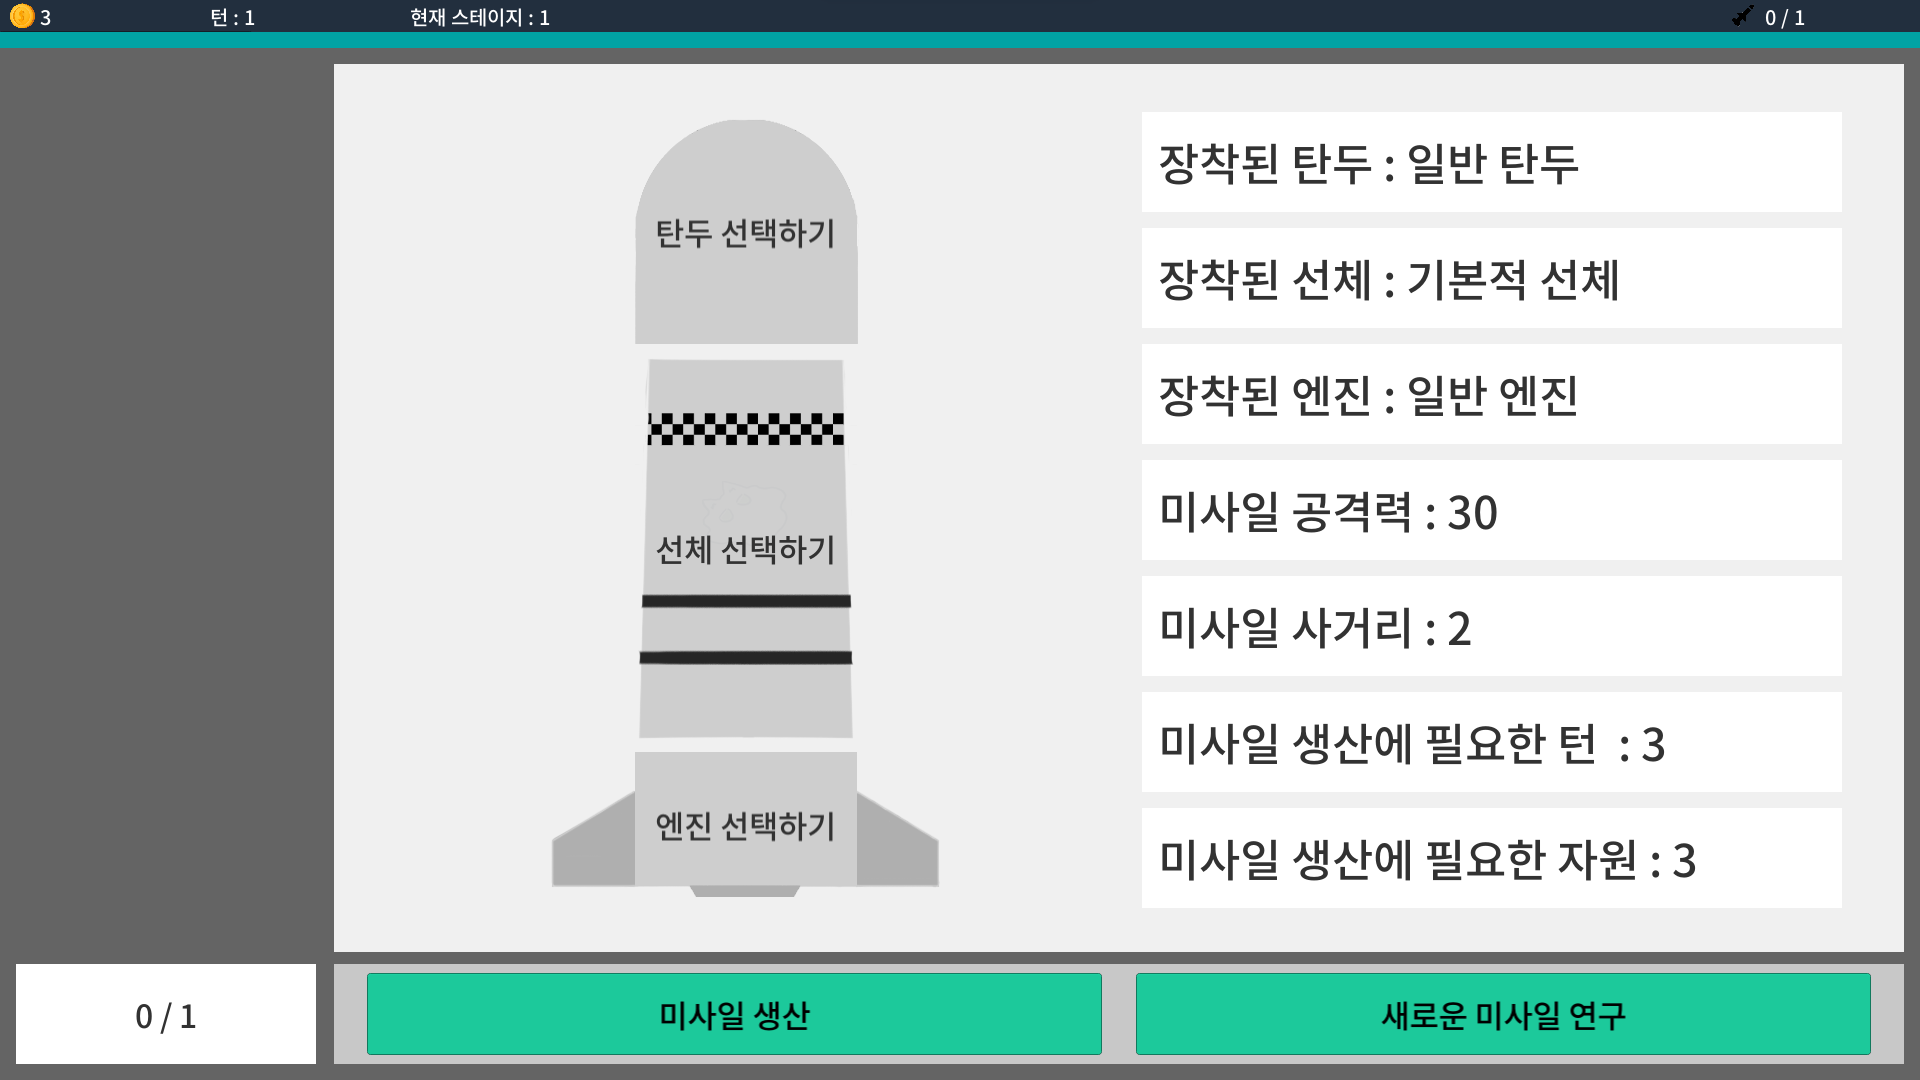 3
턴 : 1
현재 스테이지 : 1
0 / 1
탄두 선택하기
선체 선택하기
엔진 선택하기
장착된 탄두 : 일반 탄두
장착된 선체 : 기본적 선체
장착된 엔진 : 일반 엔진
미사일 공격력 : 30
미사일 사거리 : 2
미사일 생산에 필요한 턴  : 3
미사일 생산에 필요한 자원 : 3
0 / 1
미사일 생산
새로운 미사일 연구